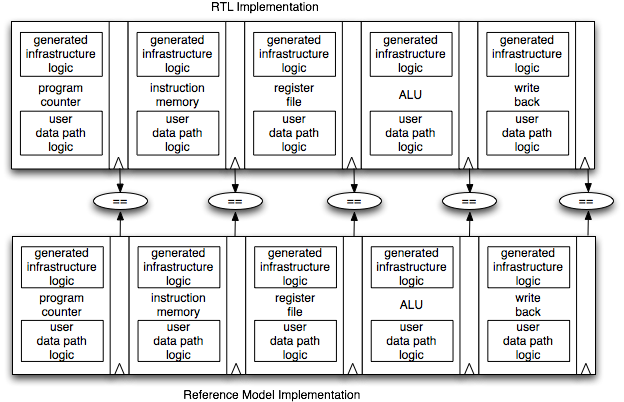 RTL Implementation
generated
infrastructure
logic
program
counter
user
data path
logic
generated
infrastructure
logic
instruction
memory
user
data path
logic
generated
infrastructure
logic
register
file
user
data path
logic
generated
infrastructure
logic
ALU
user
data path
logic
generated
infrastructure
logic
write
back
user
data path
logic
==
==
==
==
==
generated
infrastructure
logic
program
counter
user
data path
logic
generated
infrastructure
logic
instruction
memory
user
data path
logic
generated
infrastructure
logic
register
file
user
data path
logic
generated
infrastructure
logic
ALU
user
data path
logic
generated
infrastructure
logic
write
back
user
data path
logic
Reference Model Implementation